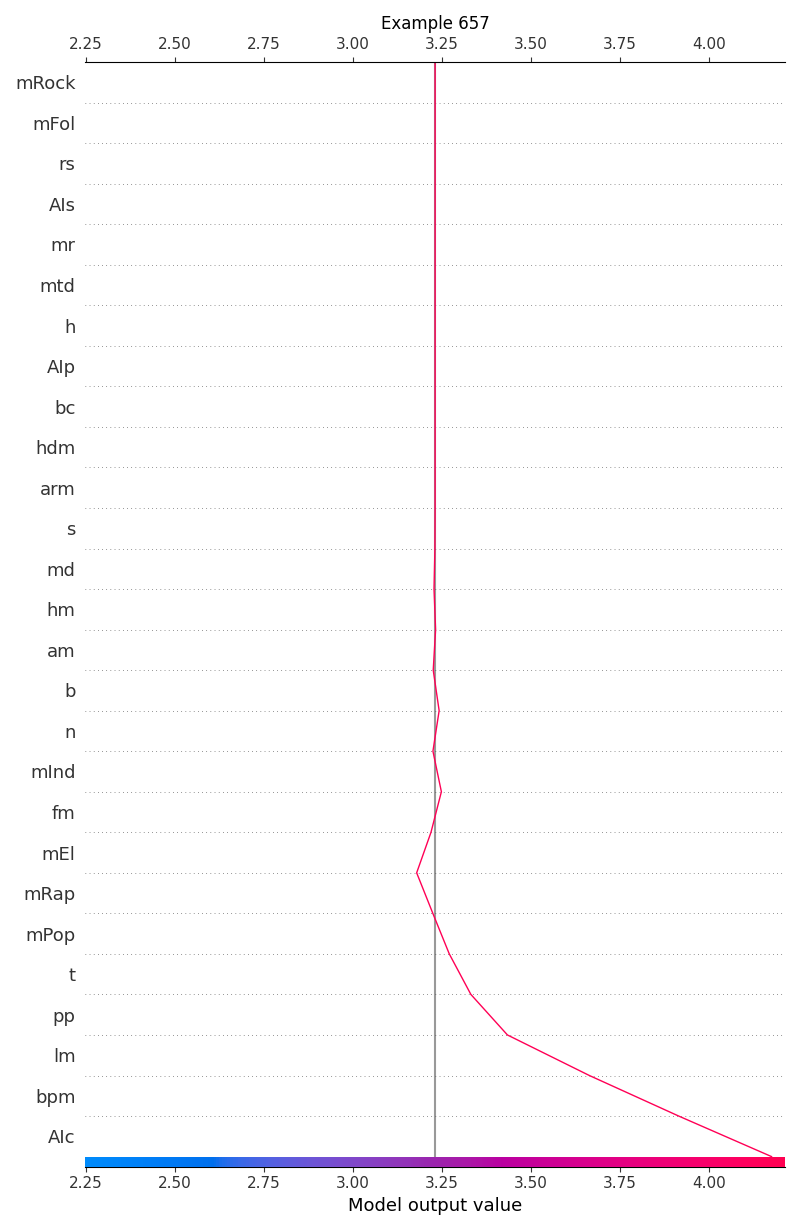 Example 657
2.25 2.50 2.75 3.00 3.25 3.50 3.75 4.00
mRock
mFol
rs
AIs
mr
mtd
h
AIp
bc
hdm
arm
s
md
hm
am
b
n
mInd
fm
mEl
mRap
mPop
t
pp
lm
bpm
AIc
2.25 2.50 2.75 3.00 3.25 3.50 3.75 4.00
Model output value